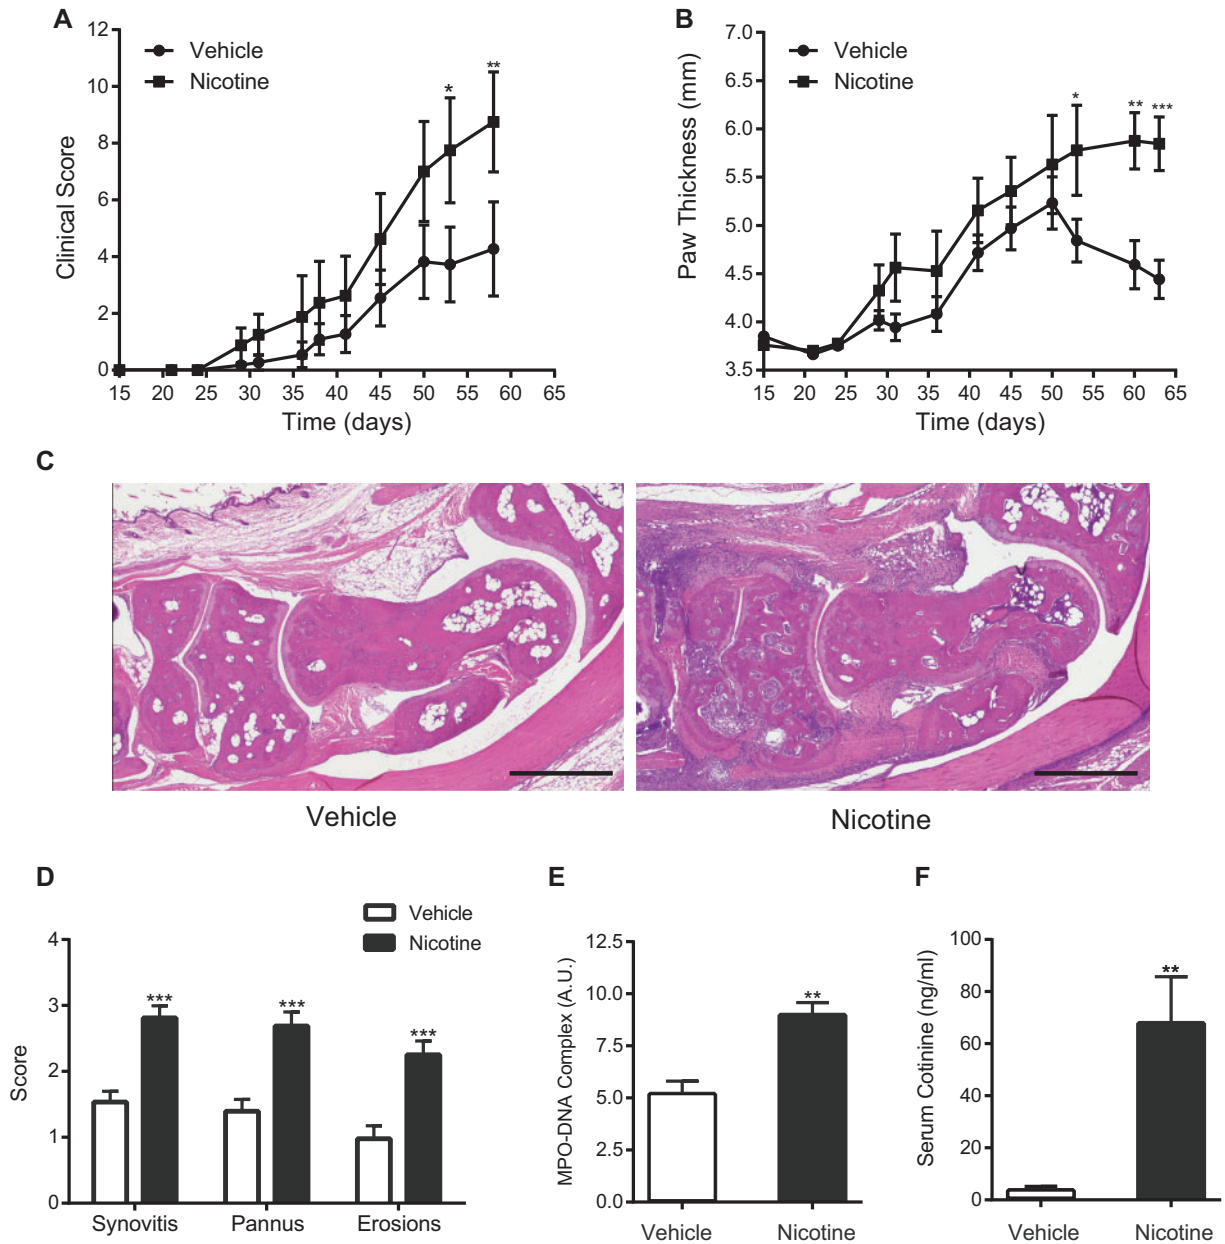 A
12
10
8
6
4
2
0
Clinical Score
Vehicle
Nicotine
*
**
15 20 25 30 35 40 45 50 55 60 65
Time (days)
B
7.0
6.5
6.0
5.5
5.0
4.5
4.0
3.5
Paw Thickness (mm)
Vehicle
Nicotine
*
** ***
15 20 25 30 35 40 45 50 55 60 65
Time (days)
C
Vehicle
Nicotine
D
Vehicle
Nicotine
4
3
2
1
0
Score
***
***
***
Synovitis Pannus Erosions
E
12.5
10.0
7.5
5.0
2.5
0.0
MPO-DNA Complex (A.U.)
**
Vehicle Nicotine
F
100
80
60
40
20
0
Serum Cotinine (ng/ml)
**
Vehicle Nicotine